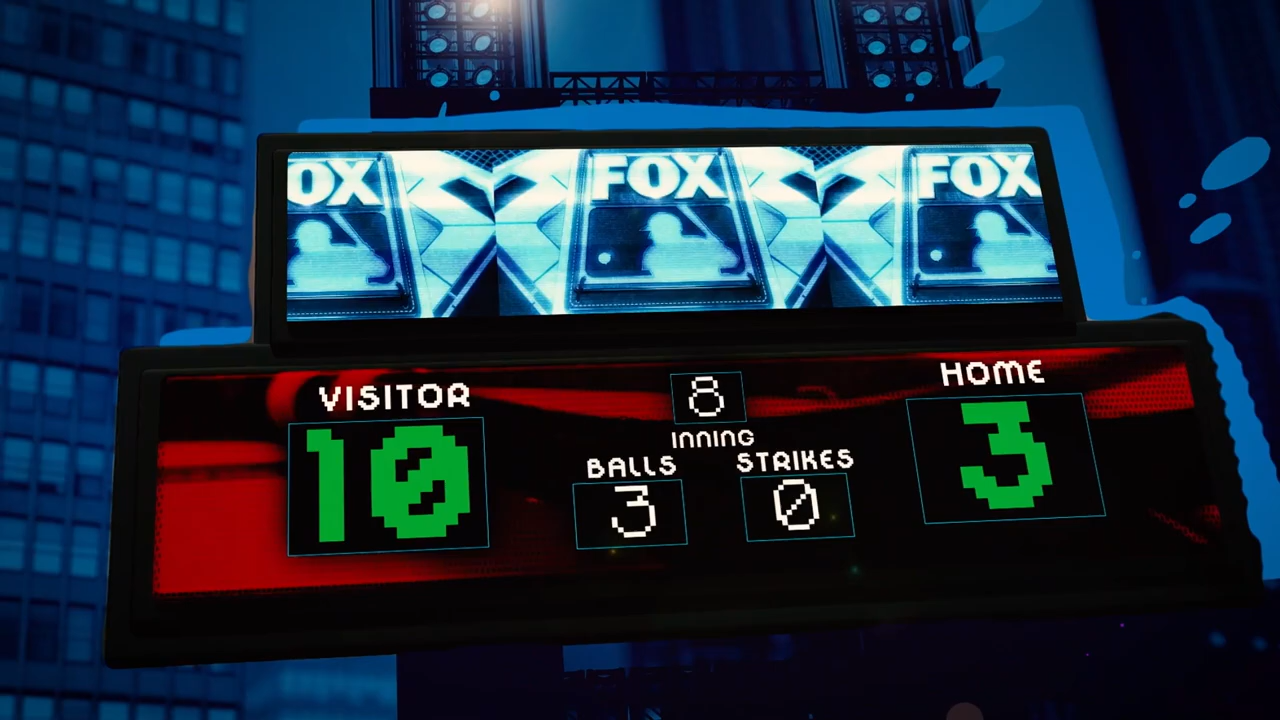 OX FOX FOX
VISITOR
HOME
8
INNING
BALLS
STRIKES
10
3
0
3